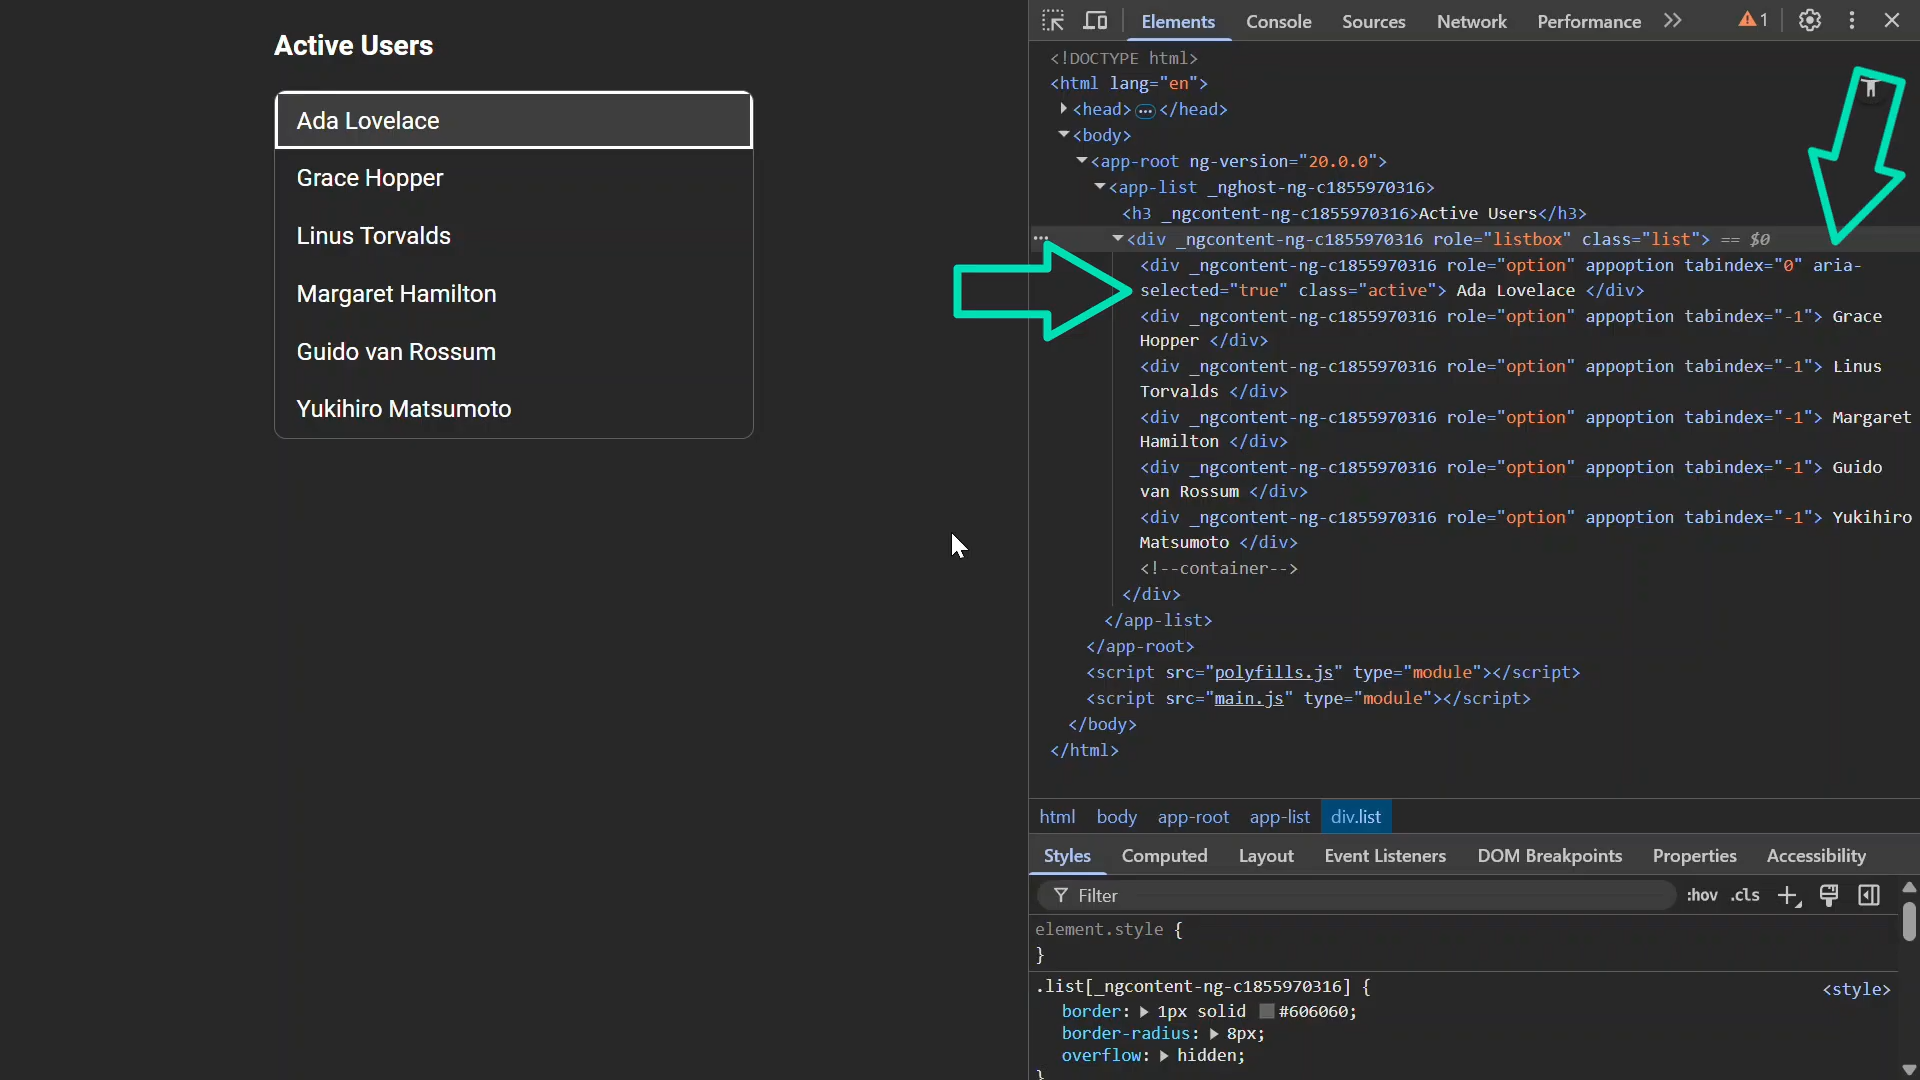 Active Users
Ada Lovelace
Grace Hopper
Linus Torvalds
Margaret Hamilton
Guido van Rossum
Yukihiro Matsumoto
Elements Console Sources Network Performance 1
<!DOCTYPE html>
<html lang="en">
<head> … </head>
<body>
<app-root ng-version="20.0.0">
<app-list _nghost-ng-c1855970316>
<h3 _ngcontent-ng-c1855970316>Active Users</h3>
<div _ngcontent-ng-c1855970316 role="listbox" class="list"> == $0
<div _ngcontent-ng-c1855970316 role="option" appoption tabindex="0" aria-
selected="true" class="active"> Ada Lovelace </div>
<div _ngcontent-ng-c1855970316 role="option" appoption tabindex="-1"> Grace
Hopper </div>
<div _ngcontent-ng-c1855970316 role="option" appoption tabindex="-1"> Linus
Torvalds </div>
<div _ngcontent-ng-c1855970316 role="option" appoption tabindex="-1"> Margaret
Hamilton </div>
<div _ngcontent-ng-c1855970316 role="option" appoption tabindex="-1"> Guido
van Rossum </div>
<div _ngcontent-ng-c1855970316 role="option" appoption tabindex="-1"> Yukihiro
Matsumoto </div>
<!--container-->
</div>
</app-list>
</app-root>
<script src="polyfills.js" type="module"></script>
<script src="main.js" type="module"></script>
</body>
</html>
html body app-root app-list div.list
Styles Computed Layout Event Listeners DOM Breakpoints Properties Accessibility
Filter :hov .cls
element.style {
}
.list[_ngcontent-ng-c1855970316] { <style>
border: 1px solid #606060;
border-radius: 8px;
overflow: hidden;
}